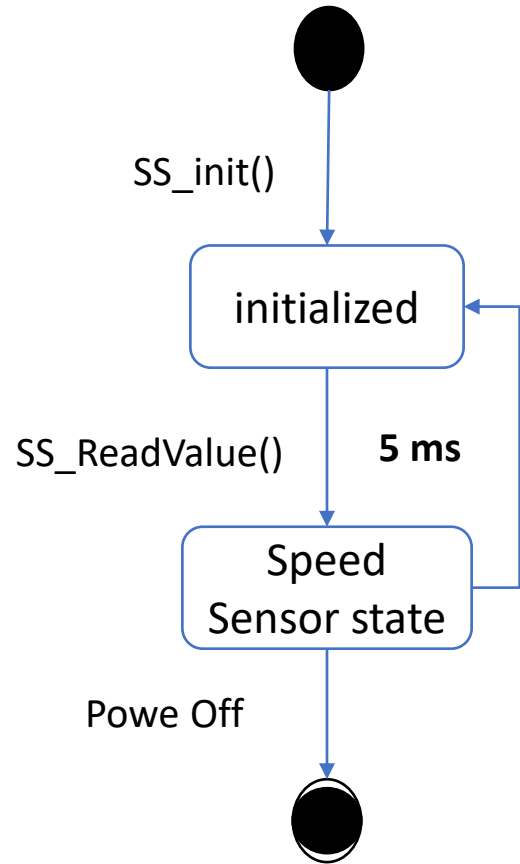 SS_init()
initialized
SS_ReadValue()
5 ms
Speed
Sensor state
Powe Off